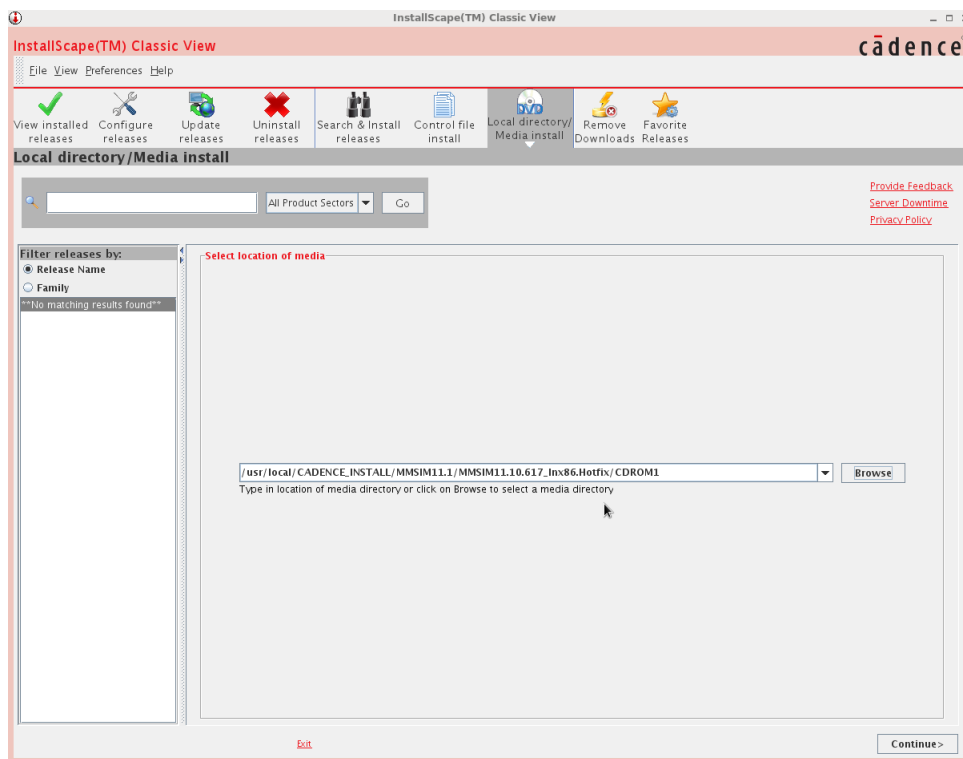 InstallScape(TM) Classic View
InstallScape(TM) Classic View
cādence
File View Preferences Help
View installed releases
Configure releases
Update releases
Uninstall releases
Search & Install releases
Control file install
DVD
Local directory/ Media install
Remove Downloads
Favorite Releases
Local directory/Media install
All Product Sectors
Go
Provide Feedback
Server Downtime
Privacy Policy
Filter releases by:
Release Name
Family
**No matching results found**
Select location of media
/usr/local/CADENCE_INSTALL/MMSIM11.1/MMSIM11.10.617_lnx86.Hotfix/CDROM1
Browse
Type in location of media directory or click on Browse to select a media directory
Exit
Continue>